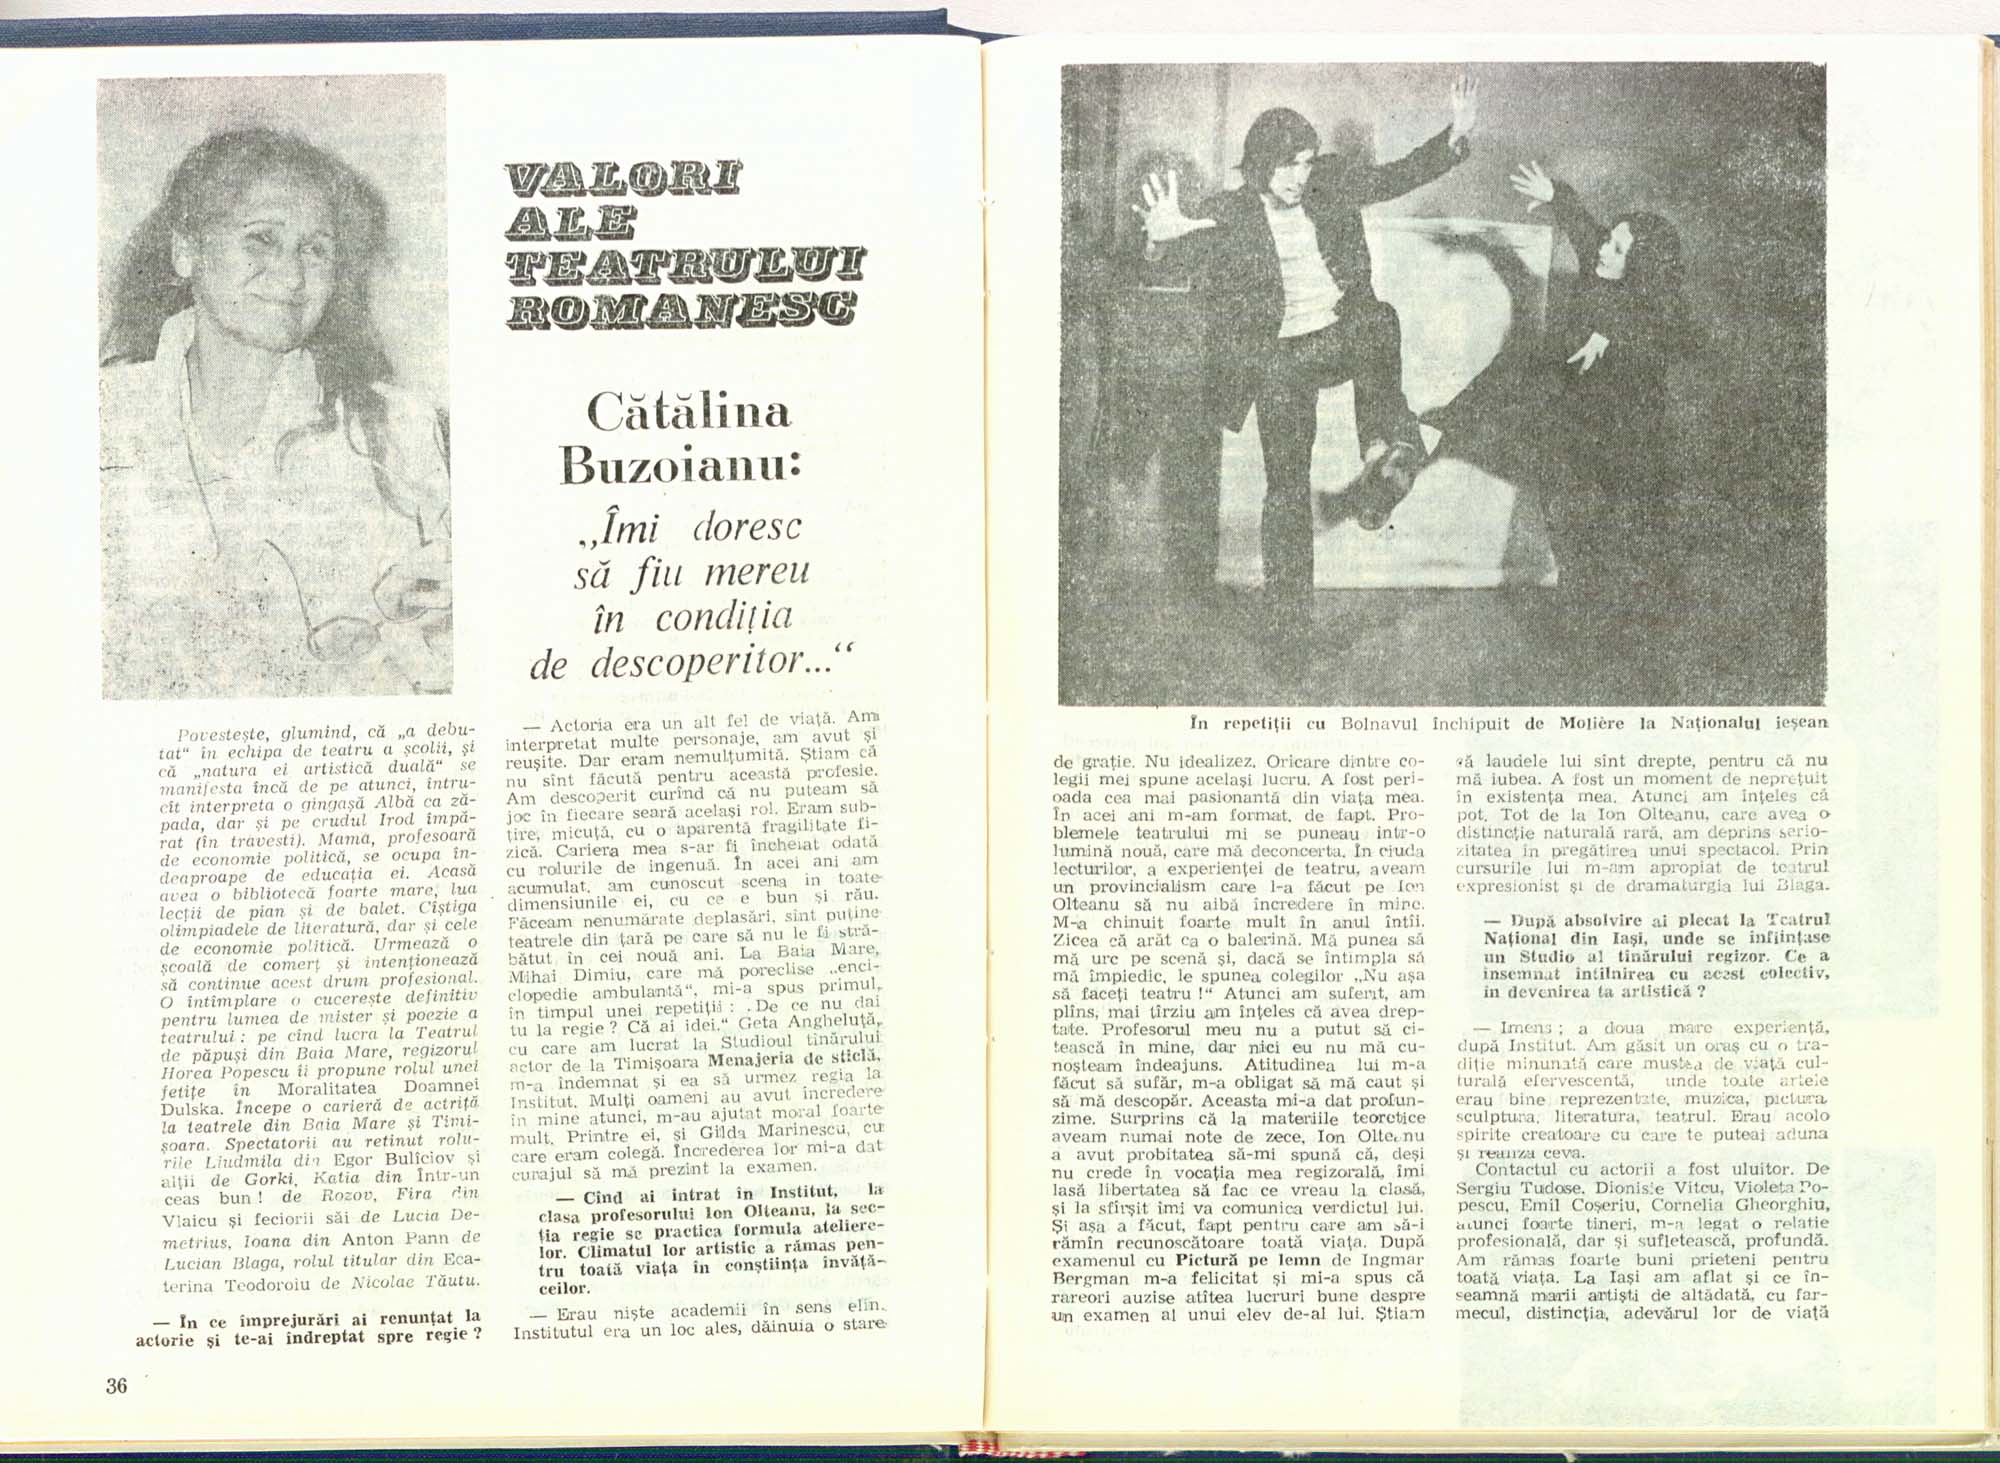 VALORI
ALE
TEATRULUI
ROMANESC
Cătălina
Buzoianu:
„Îmi doresc
să fiu mereu
în condiția
de descoperitor...“
Povestește, glumind, că „a debu-
tat“ în echipa de teatru a școlii, și
că „natura ei artistică duală“ se
manifesta încă de pe atunci, întru-
cît interpreta o gingașă Albă ca ză-
pada, dar și pe crudul Irod împă-
rat (în travesti). Mama, profesoară
de economie politică, se ocupa în-
deaproape de educația ei. Acasă
avea o bibliotecă foarte mare, lua
lecții de pian și de balet. Cîștiga
olimpiadele de literatură, dar și cele
de economie politică. Urmează o
școală de comerț și intenționează
să continue acest drum profesional.
O întîmplare o cucerește definitiv
pentru lumea de mister și poezie a
teatrului : pe cînd lucra la Teatrul
de păpuși din Baia Mare, regizorul
Horea Popescu îi propune rolul unei
fetițe în Moralitatea Doamnei
Dulska. Începe o carieră de actriță
la teatrele din Baia Mare și Timi-
șoara. Spectatorii au reținut rolu-
rile Liudmila din Egor Bulîciov și
alții de Gorki, Katia din Într-un
ceas bun ! de Rozov, Fira din
Vlaicu și feciorii săi de Lucia De-
metrius, Ioana din Anton Pann de
Lucian Blaga, rolul titular din Eca-
terina Teodoroiu de Nicolae Tăutu.
— În ce împrejurări ai renunțat la
actorie și te-ai îndreptat spre regie ?
— Actoria era un alt fel de viață. Am
interpretat multe personaje, am avut și
reușite. Dar eram nemulțumită. Știam că
nu sînt făcută pentru această profesie.
Am descoperit curînd că nu puteam să
joc în fiecare seară același rol. Eram sub-
țire, micuță, cu o aparentă fragilitate fi-
zică. Cariera mea s-ar fi încheiat odată
cu rolurile de ingenuă. În acei ani am
acumulat, am cunoscut scena in toate
dimensiunile ei, cu ce e bun și rău.
Făceam nenumărate deplasări, sînt puține
teatrele din țară pe care să nu le fi stră-
bătut în cei nouă ani. La Baia Mare,
Mihai Dimiu, care mă poreclise „enci-
clopedie ambulantă“, mi-a spus primul,
în timpul unei repetiții : „De ce nu dai
tu la regie ? Că ai idei.“ Geta Angheluță,
cu care am lucrat la Studioul tînărului
actor de la Timișoara Menajeria de sticlă,
m-a îndemnat și ea să urmez regia la
Institut. Mulți oameni au avut încredere
în mine atunci, m-au ajutat moral foarte
mult. Printre ei, și Gilda Marinescu, cu
care eram colegă. Încrederea lor mi-a dat
curajul să mă prezint la examen.
— Cînd ai intrat în Institut, la
clasa profesorului Ion Olteanu, la sec-
ția regie se practica formula ateliere-
lor. Climatul lor artistic a rămas pen-
tru toată viața în conștiința învăță-
ceilor.
— Erau niște academii în sens elin.
Institutul era un loc ales, dăinuia o stare
36
În repetiții cu Bolnavul închipuit de Molière la Naționalul ieșean
de grație. Nu idealizez. Oricare dintre co-
legii mei spune același lucru. A fost peri-
oada cea mai pasionantă din viața mea.
În acei ani m-am format, de fapt. Pro-
blemele teatrului mi se puneau într-o
lumină nouă, care mă deconcerta. În ciuda
lecturilor, a experienței de teatru, aveam
un provincialism care l-a făcut pe Ion
Olteanu să nu aibă încredere în mine.
M-a chinuit foarte mult în anul întîi.
Zicea că arăt ca o balerină. Mă punea să
mă urc pe scenă și, dacă se întîmpla să
mă împiedic, le spunea colegilor „Nu așa
să faceți teatru !“ Atunci am suferit, am
plîns, mai tîrziu am înțeles că avea drep-
tate. Profesorul meu nu a putut să ci-
tească în mine, dar nici eu nu mă cu-
noșteam îndeajuns. Atitudinea lui m-a
făcut să sufăr, m-a obligat să mă caut și
să mă descopăr. Aceasta mi-a dat profun-
zime. Surprins că la materiile teoretice
aveam numai note de zece, Ion Olteanu
a avut probitatea să-mi spună că, deși
nu crede în vocația mea regizorală, îmi
lasă libertatea să fac ce vreau la clasă,
și la sfîrșit îmi va comunica verdictul lui.
Și așa a făcut, fapt pentru care am să-i
rămîn recunoscătoare toată viața. După
examenul cu Pictură pe lemn de Ingmar
Bergman m-a felicitat și mi-a spus că
rareori auzise atîtea lucruri bune despre
un examen al unui elev de-al lui. Știam
că laudele lui sînt drepte, pentru că nu
mă iubea. A fost un moment de neprețuit
în existența mea. Atunci am înțeles că
pot. Tot de la Ion Olteanu, care avea o
distincție naturală rară, am deprins serio-
zitatea în pregătirea unui spectacol. Prin
cursurile lui m-am apropiat de teatrul
expresionist și de dramaturgia lui Blaga.
— După absolvire ai plecat la Teatrul
Național din Iași, unde se înființase
un Studio al tînărului regizor. Ce a
însemnat întîlnirea cu acest colectiv,
în devenirea ta artistică ?
— Imens ; a doua mare experiență,
după Institut. Am găsit un oraș cu o tra-
diție minunată care mustea de viață cul-
turală efervescentă, unde toate artele
erau bine reprezentate, muzica, pictura
sculptura, literatura, teatrul. Erau acolo
spirite creatoare cu care te puteai aduna
și realiza ceva.
Contactul cu actorii a fost uluitor. De
Sergiu Tudose, Dionisie Vitcu, Violeta Po-
pescu, Emil Coșeriu, Cornelia Gheorghiu,
atunci foarte tineri, m-a legat o relație
profesională, dar și sufletească, profundă.
Am rămas foarte buni prieteni pentru
toată viața. La Iași am aflat și ce în-
seamnă marii artiști de altădată, cu far-
mecul, distincția, adevărul lor de viață